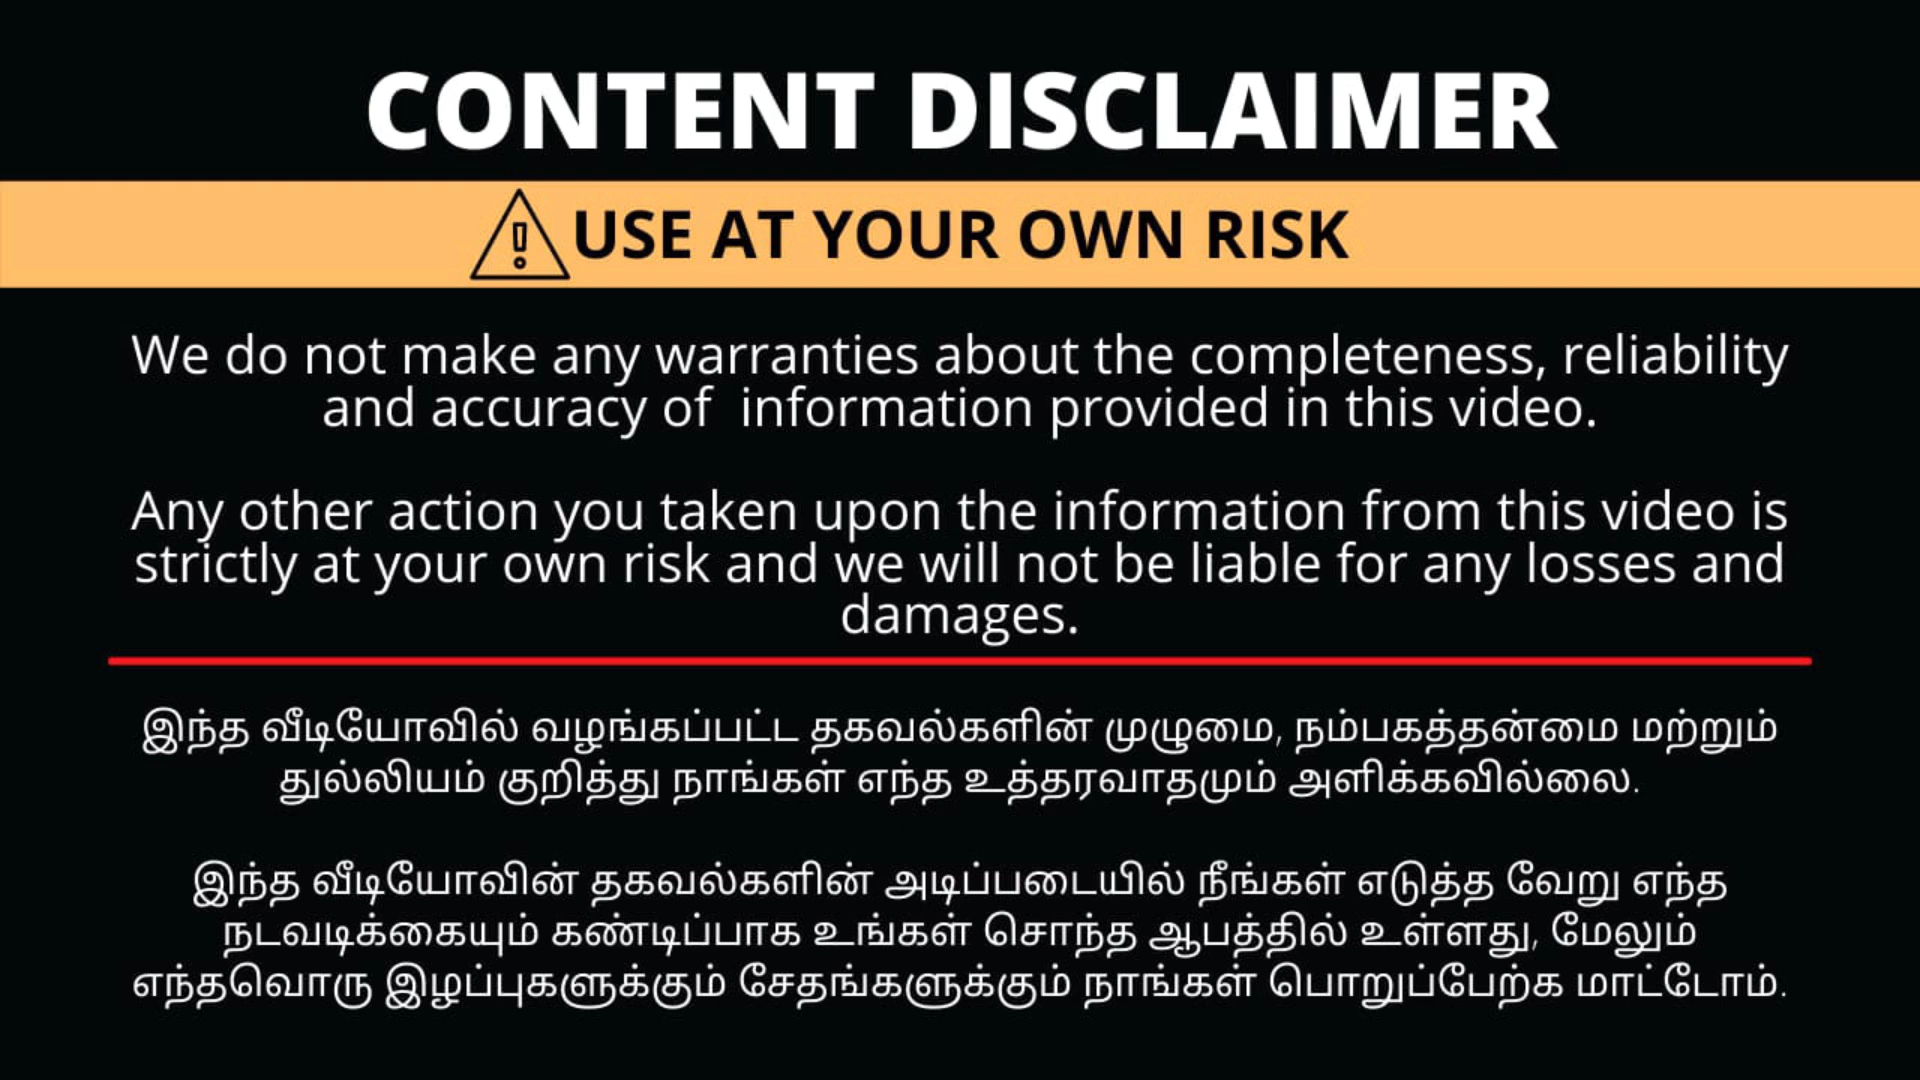 CONTENT DISCLAIMER
USE AT YOUR OWN RISK
We do not make any warranties about the completeness, reliability
and accuracy of  information provided in this video.
Any other action you taken upon the information from this video is
strictly at your own risk and we will not be liable for any losses and
damages.
இந்த வீடியோவில் வழங்கப்பட்ட தகவல்களின் முழுமை, நம்பகத்தன்மை மற்றும்
துல்லியம் குறித்து நாங்கள் எந்த உத்தரவாதமும் அளிக்கவில்லை.
இந்த வீடியோவின் தகவல்களின் அடிப்படையில் நீங்கள் எடுத்த வேறு எந்த
நடவடிக்கையும் கண்டிப்பாக உங்கள் சொந்த ஆபத்தில் உள்ளது, மேலும்
எந்தவொரு இழப்புகளுக்கும் சேதங்களுக்கும் நாங்கள் பொறுப்பேற்க மாட்டோம்.